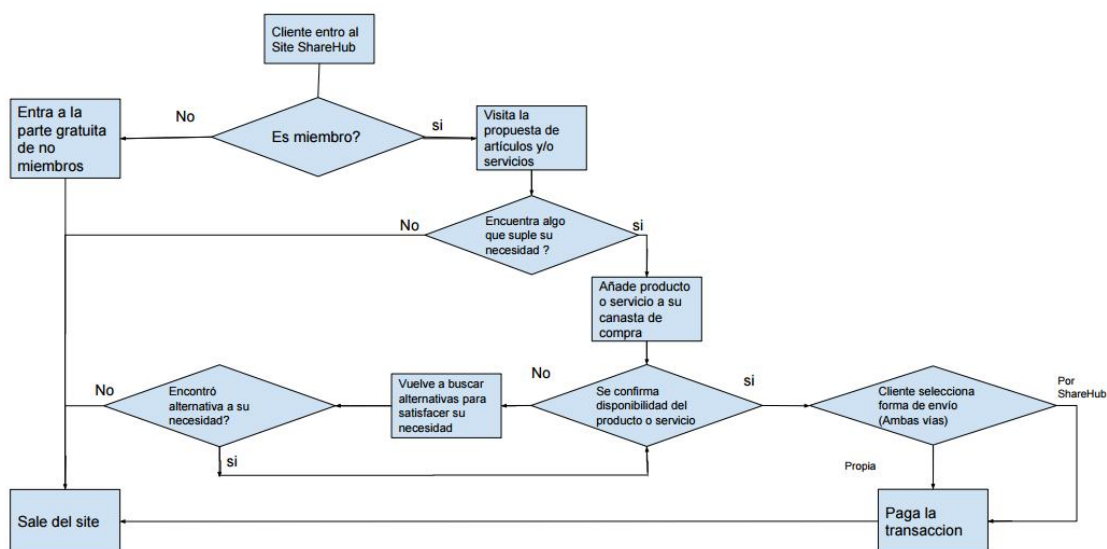 Cliente entro al
Site ShareHub
Entra a la
parte gratuita
de no
miembros
No
Es miembro?
si
Visita la
propuesta de
artículos y/o
servicios
No
Encuentra algo
que suple su
necesidad ?
si
Añade producto
o servicio a su
canasta de
compra
No
Encontró
alternativa a su
necesidad?
si
Vuelve a buscar
alternativas para
satisfacer su
necesidad
No
Se confirma
disponibilidad del
producto o servicio
si
Cliente selecciona
forma de envío
(Ambas vías)
Por
ShareHub
Propia
Sale del site
Paga la
transaccion